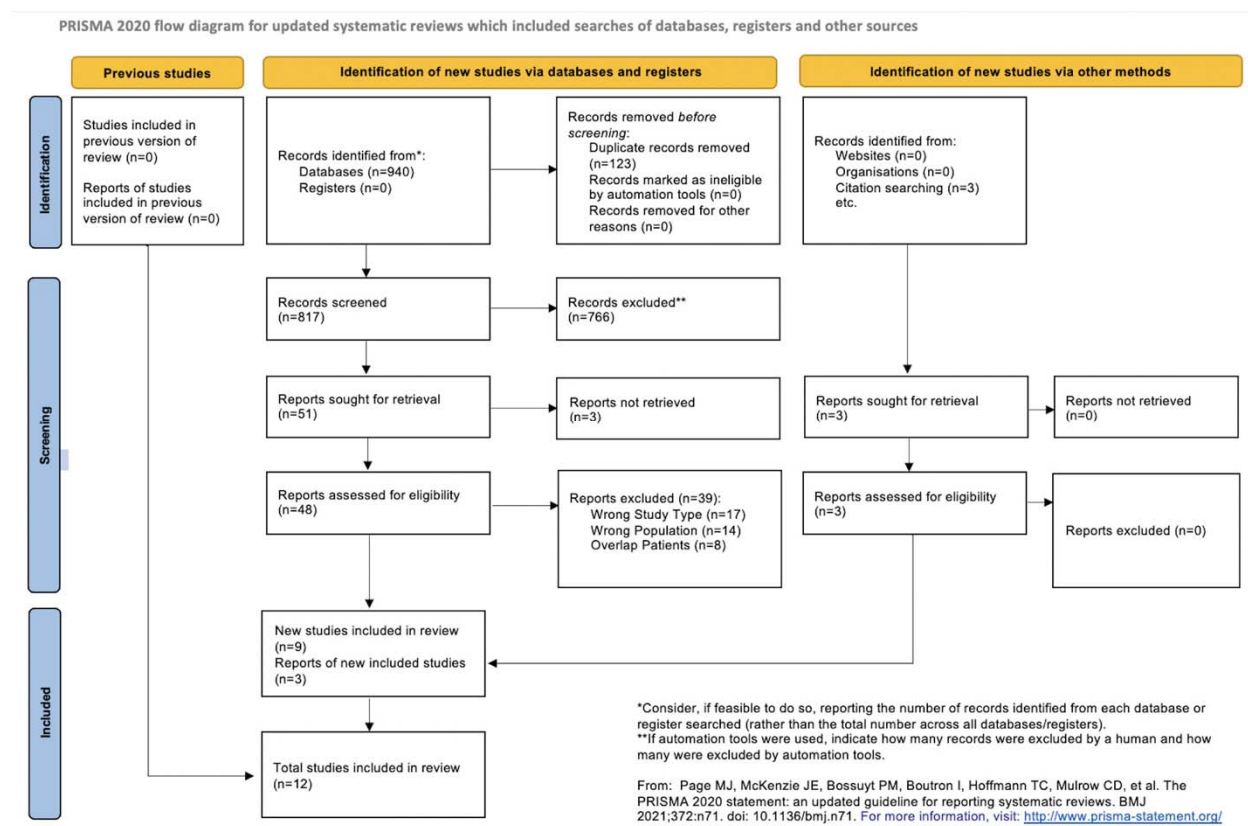 PRISMA 2020 flow diagram for updated systematic reviews which included searches of databases, registers and other sources
Previous studies
Identification of new studies via databases and registers
Identification of new studies via other methods
Identification
Studies included in
previous version of
review (n=0)
Reports of studies
included in previous
version of review (n=0)
Records identified from*:
Databases (n=940)
Registers (n=0)
Records removed before
screening:
Duplicate records removed
(n=123)
Records marked as ineligible
by automation tools (n=0)
Records removed for other
reasons (n=0)
Records identified from:
Websites (n=0)
Organisations (n=0)
Citation searching (n=3)
etc.
Screening
Records screened
(n=817)
Records excluded**
(n=766)
Reports sought for retrieval
(n=51)
Reports not retrieved
(n=3)
Reports sought for retrieval
(n=3)
Reports not retrieved
(n=0)
Reports assessed for eligibility
(n=48)
Reports excluded (n=39):
Wrong Study Type (n=17)
Wrong Population (n=14)
Overlap Patients (n=8)
Reports assessed for eligibility
(n=3)
Reports excluded (n=0)
Included
New studies included in review
(n=9)
Reports of new included studies
(n=3)
Total studies included in review
(n=12)
*Consider, if feasible to do so, reporting the number of records identified from each database or
register searched (rather than the total number across all databases/registers).
**If automation tools were used, indicate how many records were excluded by a human and how
many were excluded by automation tools.
From: Page MJ, McKenzie JE, Bossuyt PM, Boutron I, Hoffmann TC, Mulrow CD, et al. The
PRISMA 2020 statement: an updated guideline for reporting systematic reviews. BMJ
2021;372:n71. doi: 10.1136/bmj.n71. For more information, visit: http://www.prisma-statement.org/